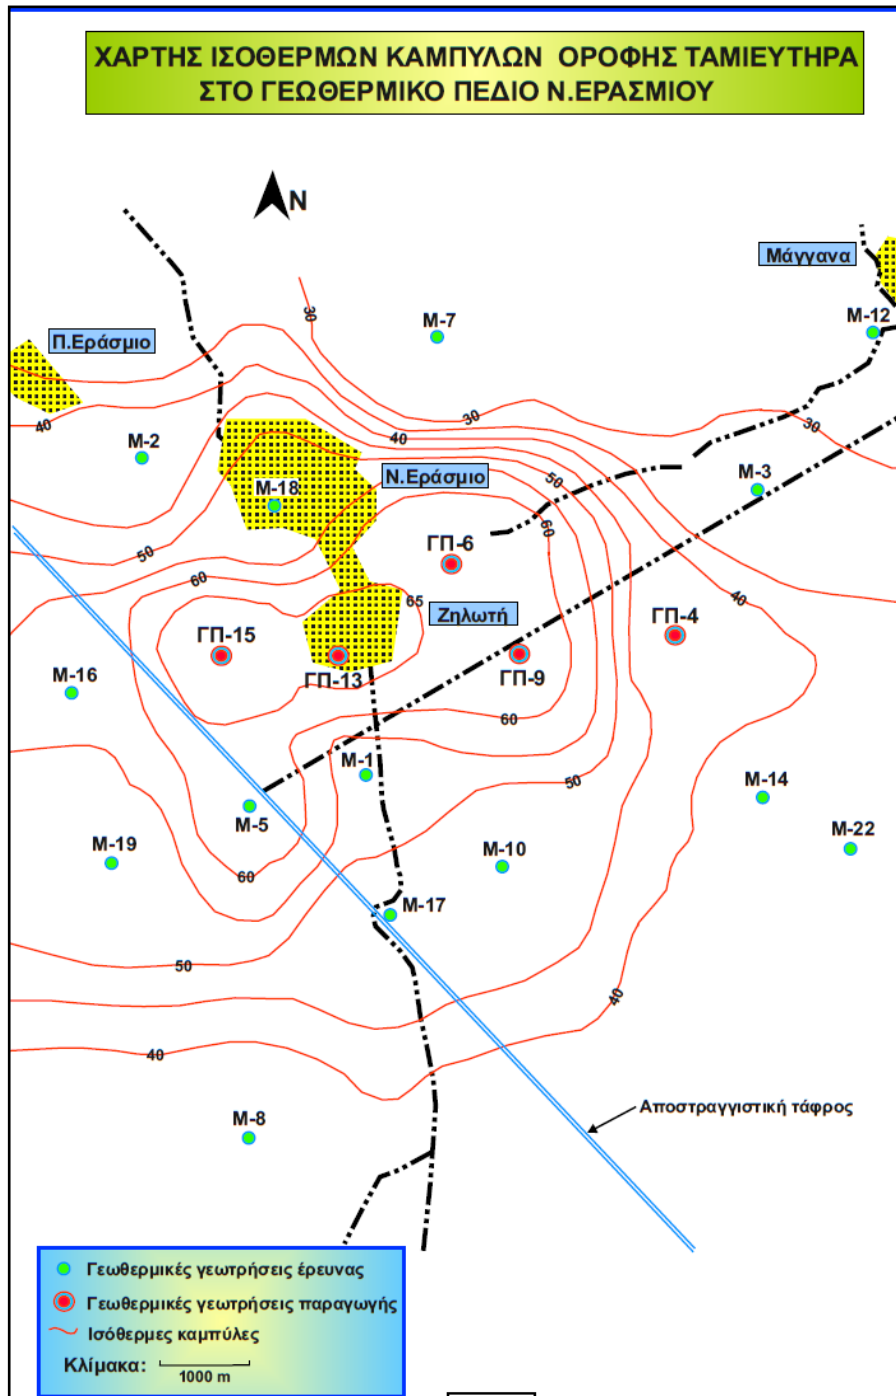 ΧΑΡΤΗΣ ΙΣΟΘΕΡΜΩΝ ΚΑΜΠΥΛΩΝ ΟΡΟΦΗΣ ΤΑΜΙΕΥΤΗΡΑ
ΣΤΟ ΓΕΩΘΕΡΜΙΚΟ ΠΕΔΙΟ Ν.ΕΡΑΣΜΙΟΥ
N
Μάγγανα
30
Μ-7
Μ-12
Π.Εράσμιο
30
30
40
40
Μ-2
Ν.Εράσμιο
50
Μ-3
Μ-18
60
50
ΓΠ-6
60
65
Ζηλωτή
40
ΓΠ-15
ΓΠ-4
ΓΠ-13
ΓΠ-9
Μ-16
60
Μ-1
50
Μ-14
Μ-5
Μ-19
Μ-10
Μ-22
60
Μ-17
50
40
40
Αποστραγγιστική τάφρος
Μ-8
Γεωθερμικές γεωτρήσεις έρευνας
Γεωθερμικές γεωτρήσεις παραγωγής
Ισόθερμες καμπύλες
Κλίμακα:
1000 m